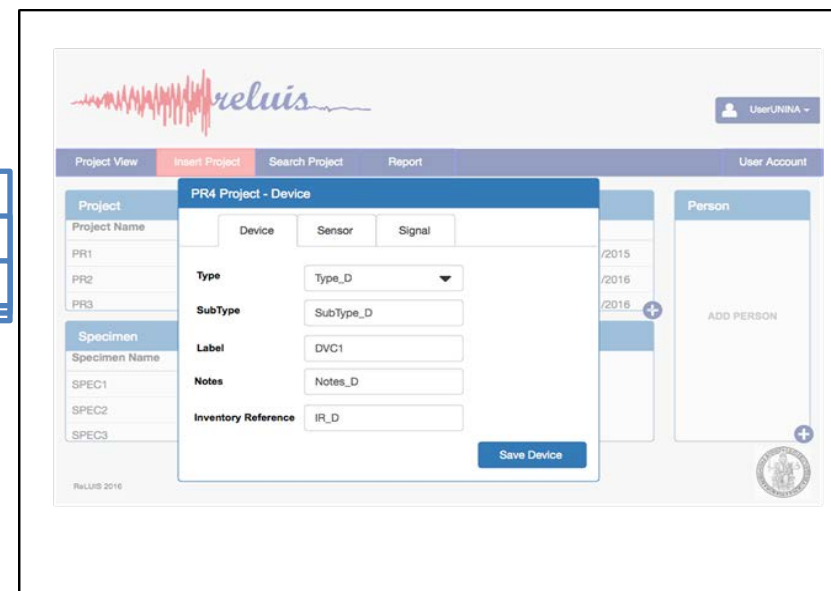 reluis
UserUNINA
Project View Insert Project Search Project Report User Account
Project
Project Name
PR1
PR2
PR3
PR4 Project - Device
Device Sensor Signal
Type Type_D
SubType SubType_D
Label DVC1
Notes Notes_D
Inventory Reference IR_D
Save Device
/2015
/2016
/2016
Person
ADD PERSON
Specimen
Specimen Name
SPEC1
SPEC2
SPEC3
ReLUIS 2016